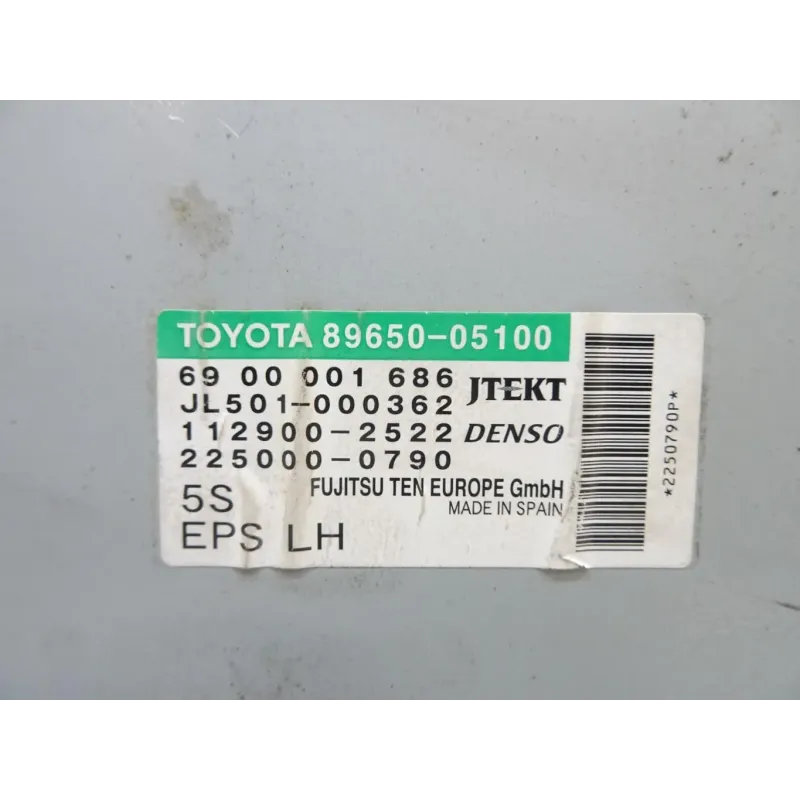 TOYOTA 89650-05100
69 00 001 686 JTEKT
JL501-000362
112900-2522 DENSO
225000-0790
5S FUJITSU TEN EUROPE GmbH
MADE IN SPAIN
EPS LH
*2250790P*